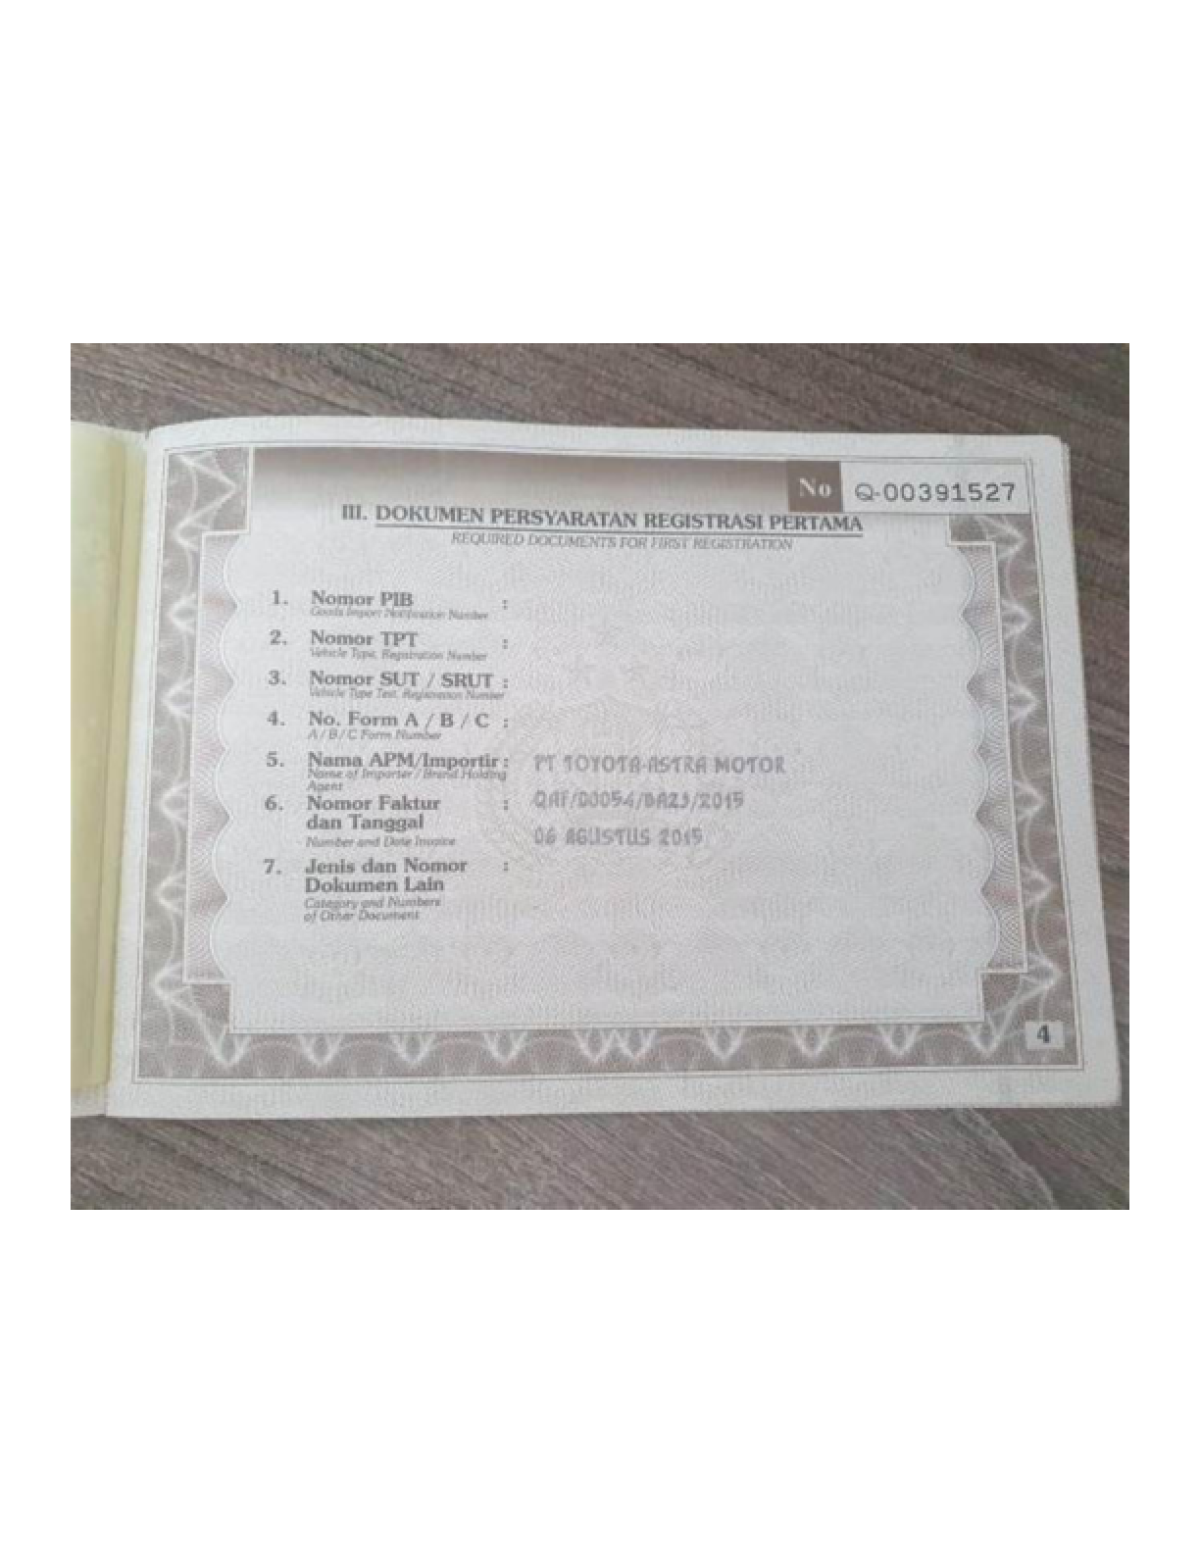 No Q-00391527
III. DOKUMEN PERSYARATAN REGISTRASI PERTAMA
REQUIRED DOCUMENTS FOR FIRST REGISTRATION
1. Nomor PIB :
Goods Import Notification Number
2. Nomor TPT :
Vehicle Type, Registration Number
3. Nomor SUT / SRUT :
Vehicle Type Test, Registration Number
4. No. Form A / B / C :
A / B / C Form Number
5. Nama APM/Importir : PT TOYOTA-ASTRA MOTOR
Name of Importer / Brand Holding
Agent
6. Nomor Faktur : /2015
dan Tanggal 06 AGUSTUS 2015
Number and Date Invoice
7. Jenis dan Nomor :
Dokumen Lain
Category and Numbers
of Other Document
4